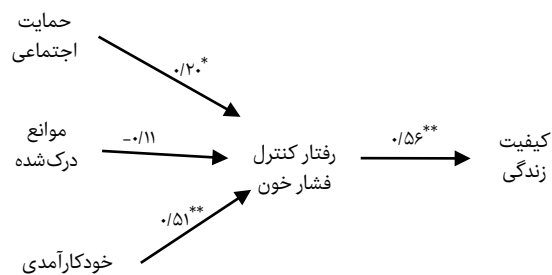 حمایت
اجتماعی
۰/۲۰*
موانع
درک‌شده
-۰/۱۱
رفتار کنترل
فشار خون
۰/۵۶**
کیفیت
زندگی
۰/۵۱**
خودکارآمدی